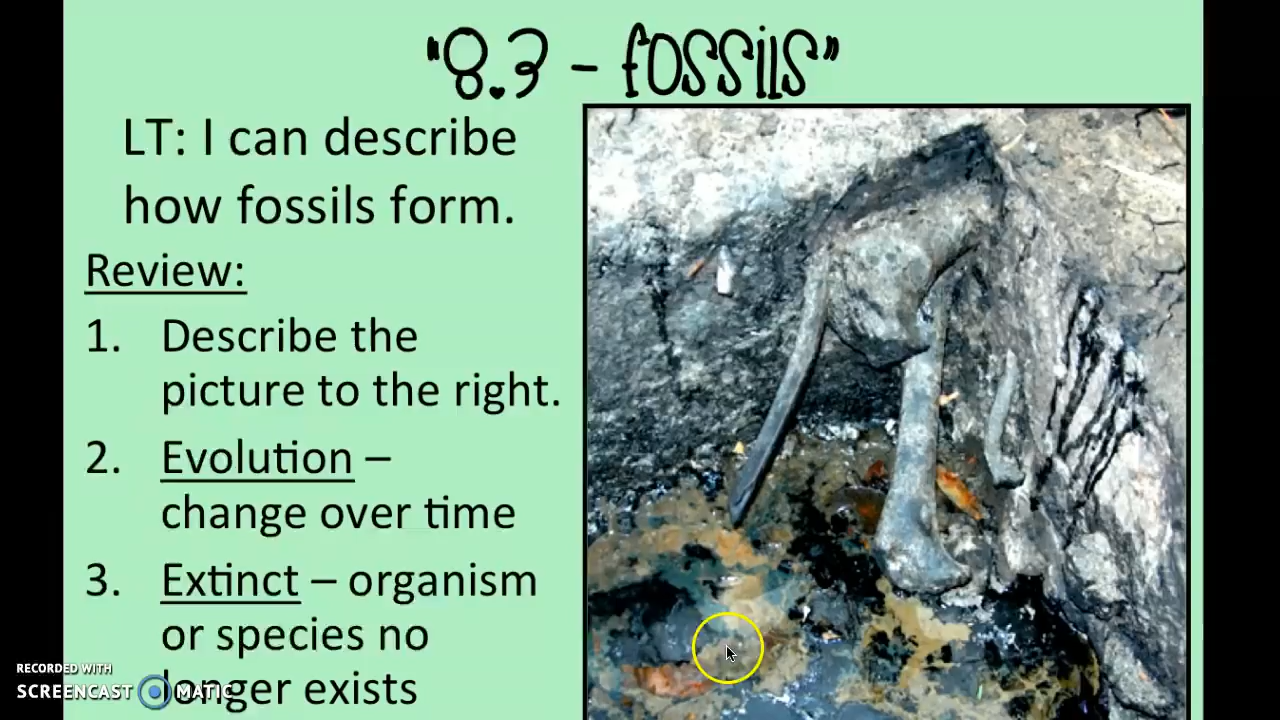 "8.3 - fossils"
LT: I can describe
how fossils form.
Review:
1. Describe the
picture to the right.
2. Evolution –
change over time
3. Extinct – organism
or species no
longer exists
RECORDED WITH
SCREENCAST MATIC